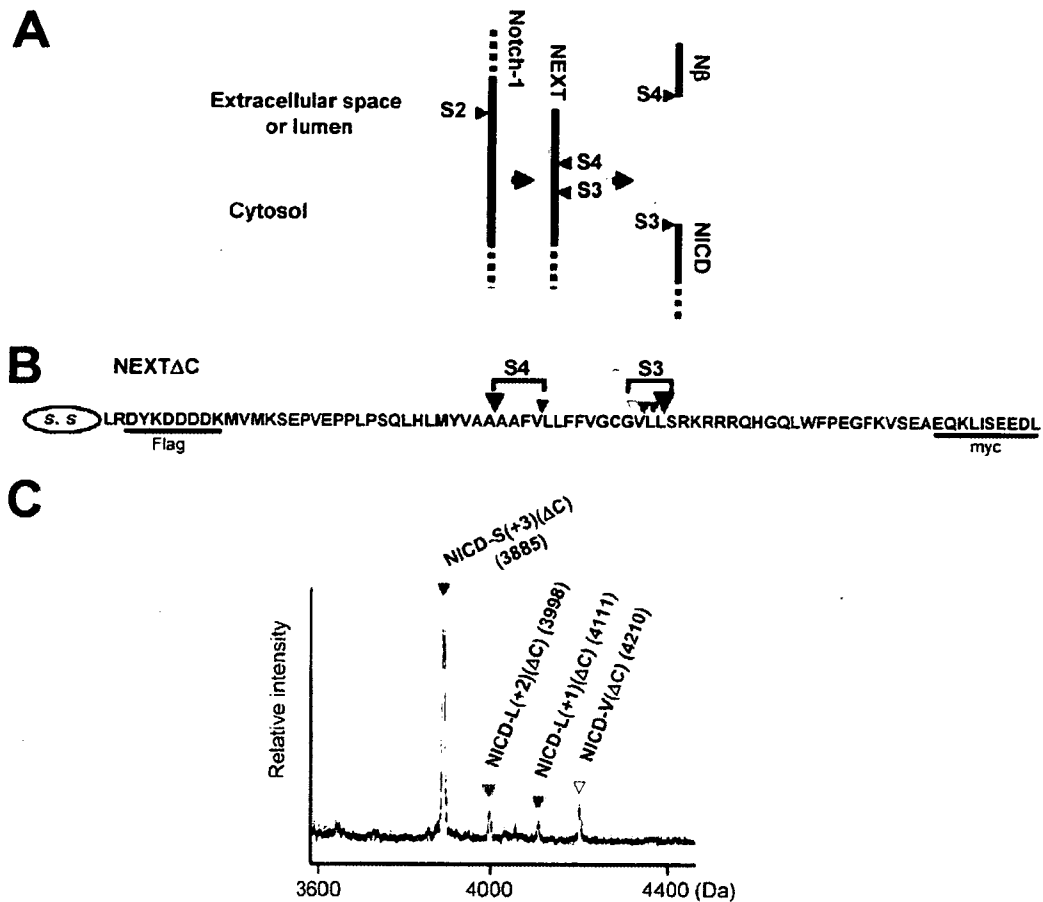 A
Notch-1
NEXT
Nβ
Extracellular space
or lumen
S2
S4
S4
S3
Cytosol
S3
NICD
B
NEXTΔC
S4
S3
S. S
LRDYKDDDDKMVMKSEPVEPPLPSQLHLMYVAAAAFVLLFFVGCGVLLSRKRRRQHGQLWFPEGFKVSEAEQKLISEEDL
Flag
myc
C
NICD-S(+3)(ΔC)
(3885)
NICD-L(+2)(ΔC) (3998)
NICD-L(+1)(ΔC) (4111)
NICD-V(ΔC) (4210)
Relative intensity
3600
4000
4400 (Da)